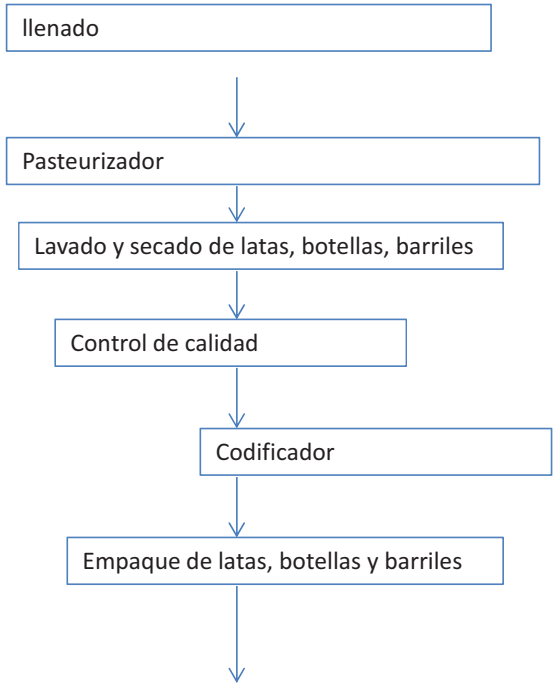 llenado
Pasteurizador
Lavado y secado de latas, botellas, barriles
Control de calidad
Codificador
Empaque de latas, botellas y barriles